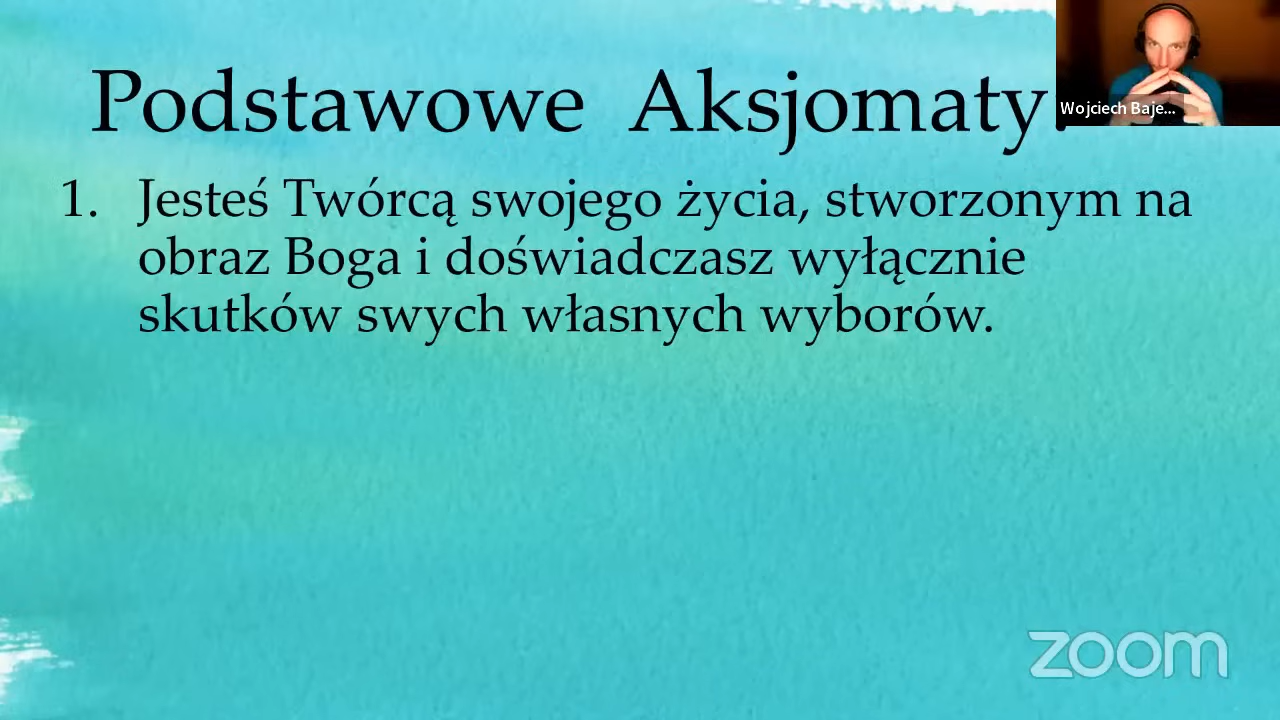 Podstawowe Aksjomaty:
Wojciech Baje...
1. Jesteś Twórcą swojego życia, stworzonym na
obraz Boga i doświadczasz wyłącznie
skutków swych własnych wyborów.
zoom